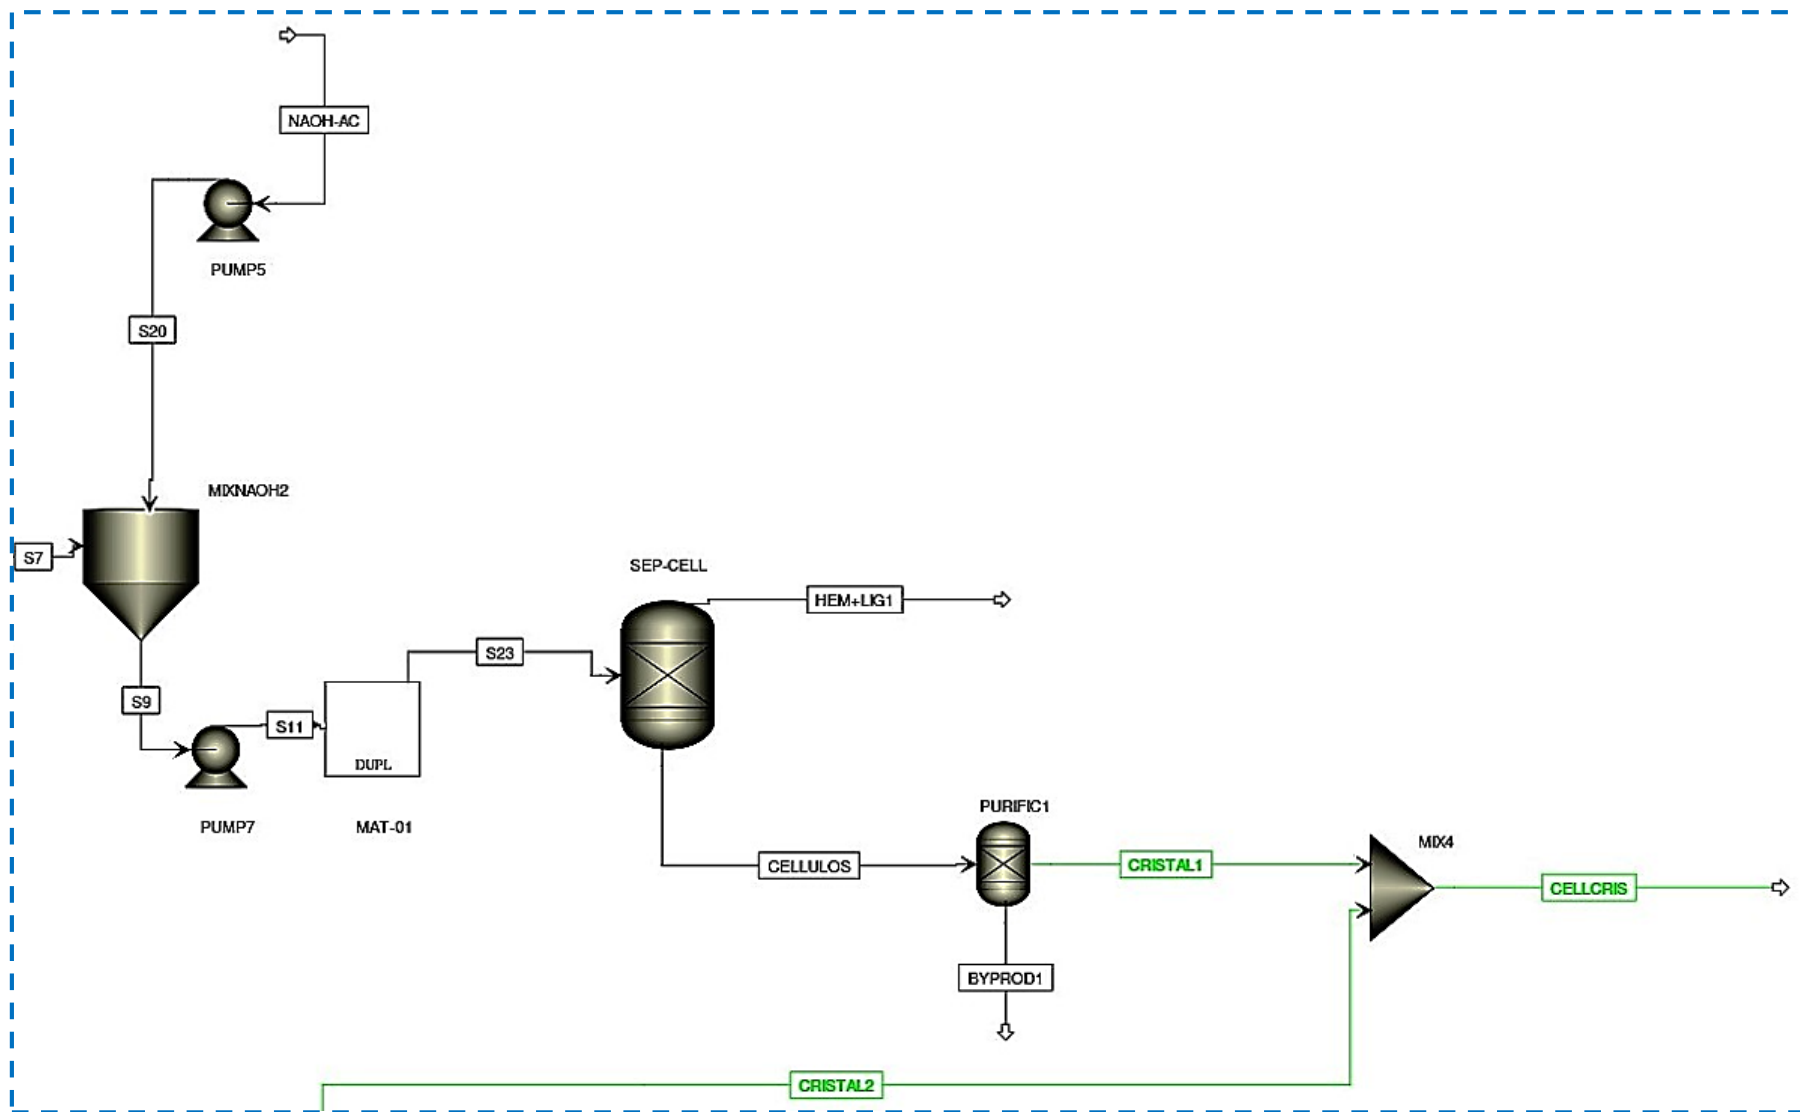 NAOH-AC
PUMP5
S20
MIXNAOH2
S7
SEP-CELL
HEM+LIG1
S23
S9
S11
DUPL
PUMP7
MAT-01
PURIFIC1
MIX4
CELLULOS
CRISTAL1
CELLCRIS
BYPROD1
CRISTAL2